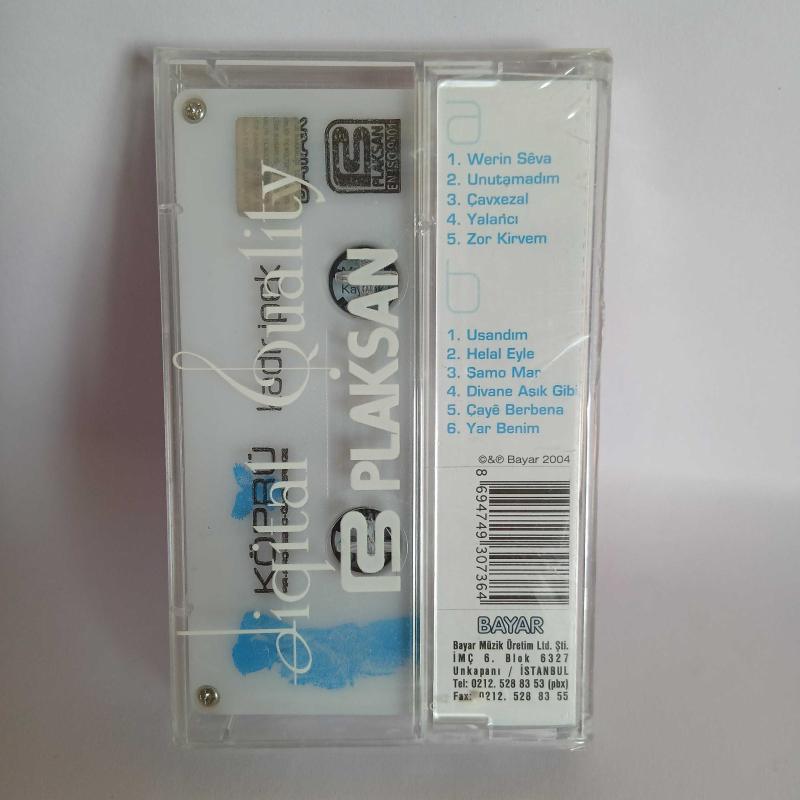 PLAKSAN
EN ISO 9001
Digital Quality
PLAKSAN
KÖPRÜ
a
1. Werin Sêva
2. Unutamadım
3. Çavxezal
4. Yalancı
5. Zor Kirvem
b
1. Usandım
2. Helal Eyle
3. Şamo Mar
4. Divane Aşık Gibi
5. Çayê Berbena
6. Yar Benim
©&℗ Bayar 2004
8 694749 307364
BAYAR
Bayar Müzik Üretim Ltd. Şti.
İMÇ 6. Blok 6327
Unkapanı / İSTANBUL
Tel: 0212. 528 83 53 (pbx)
Fax: 0212. 528 83 55